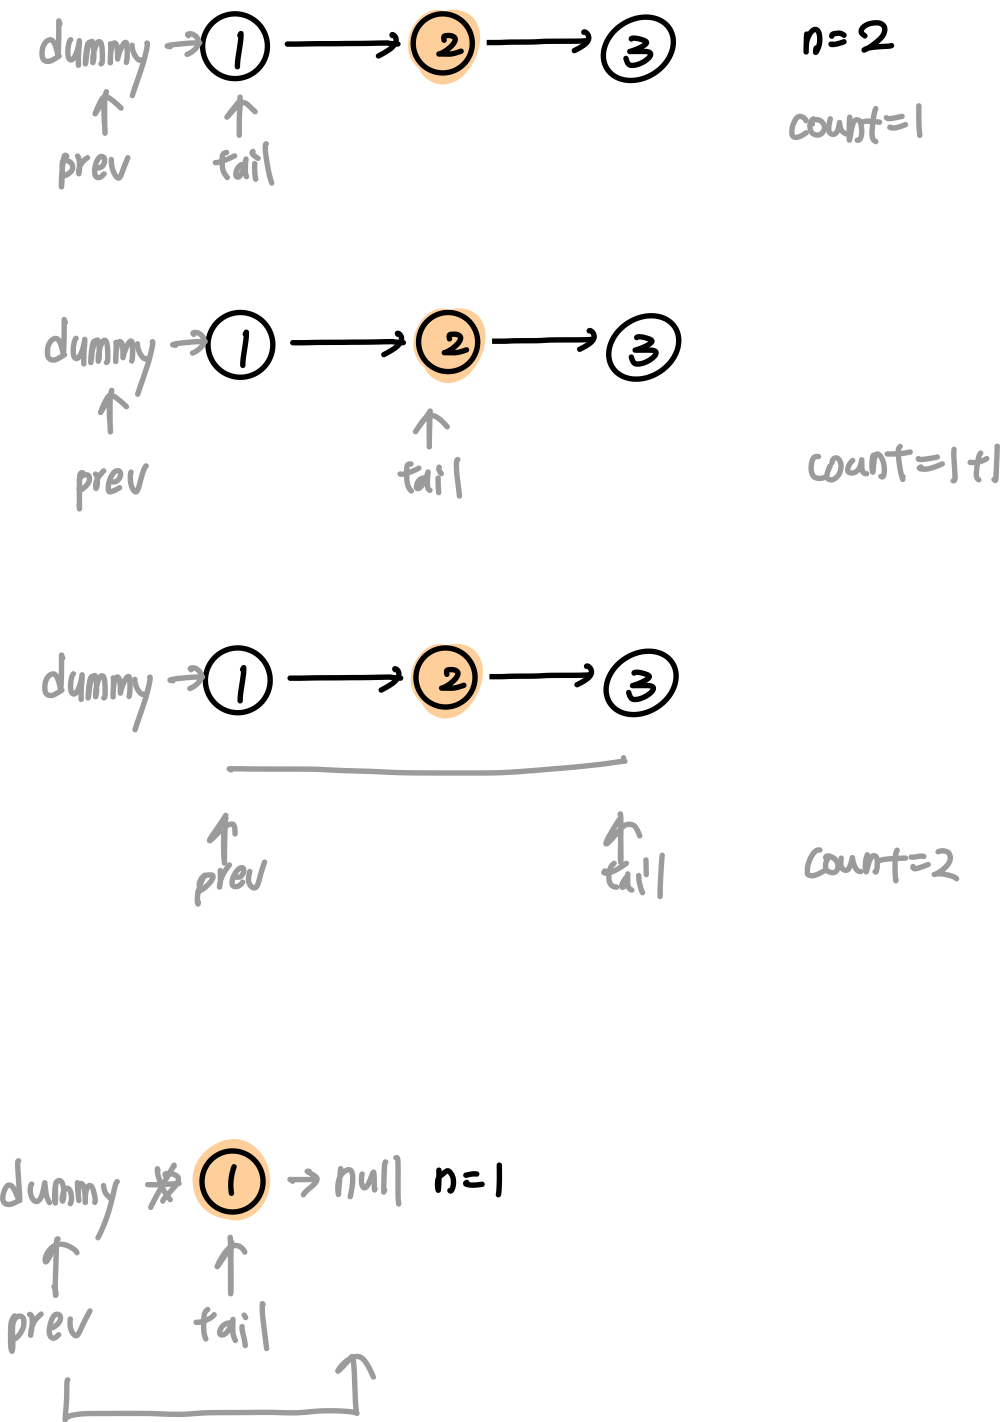 dummy → 1 → 2 → 3 n=2
count=1
prev tail
dummy → 1 → 2 → 3
prev tail count=1+1
dummy → 1 → 2 → 3
prev tail count=2
dummy 1 → null n=1
prev tail